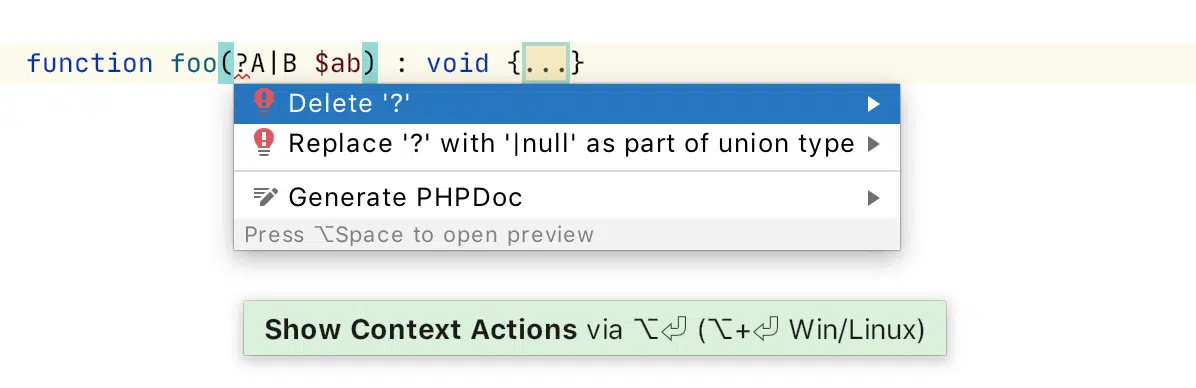 function foo(?A|B $ab) : void {...}
Delete '?'
Replace '?' with '|null' as part of union type
Generate PHPDoc
Press ⌥Space to open preview
Show Context Actions via ⌥⏎ (⌥+⏎ Win/Linux)